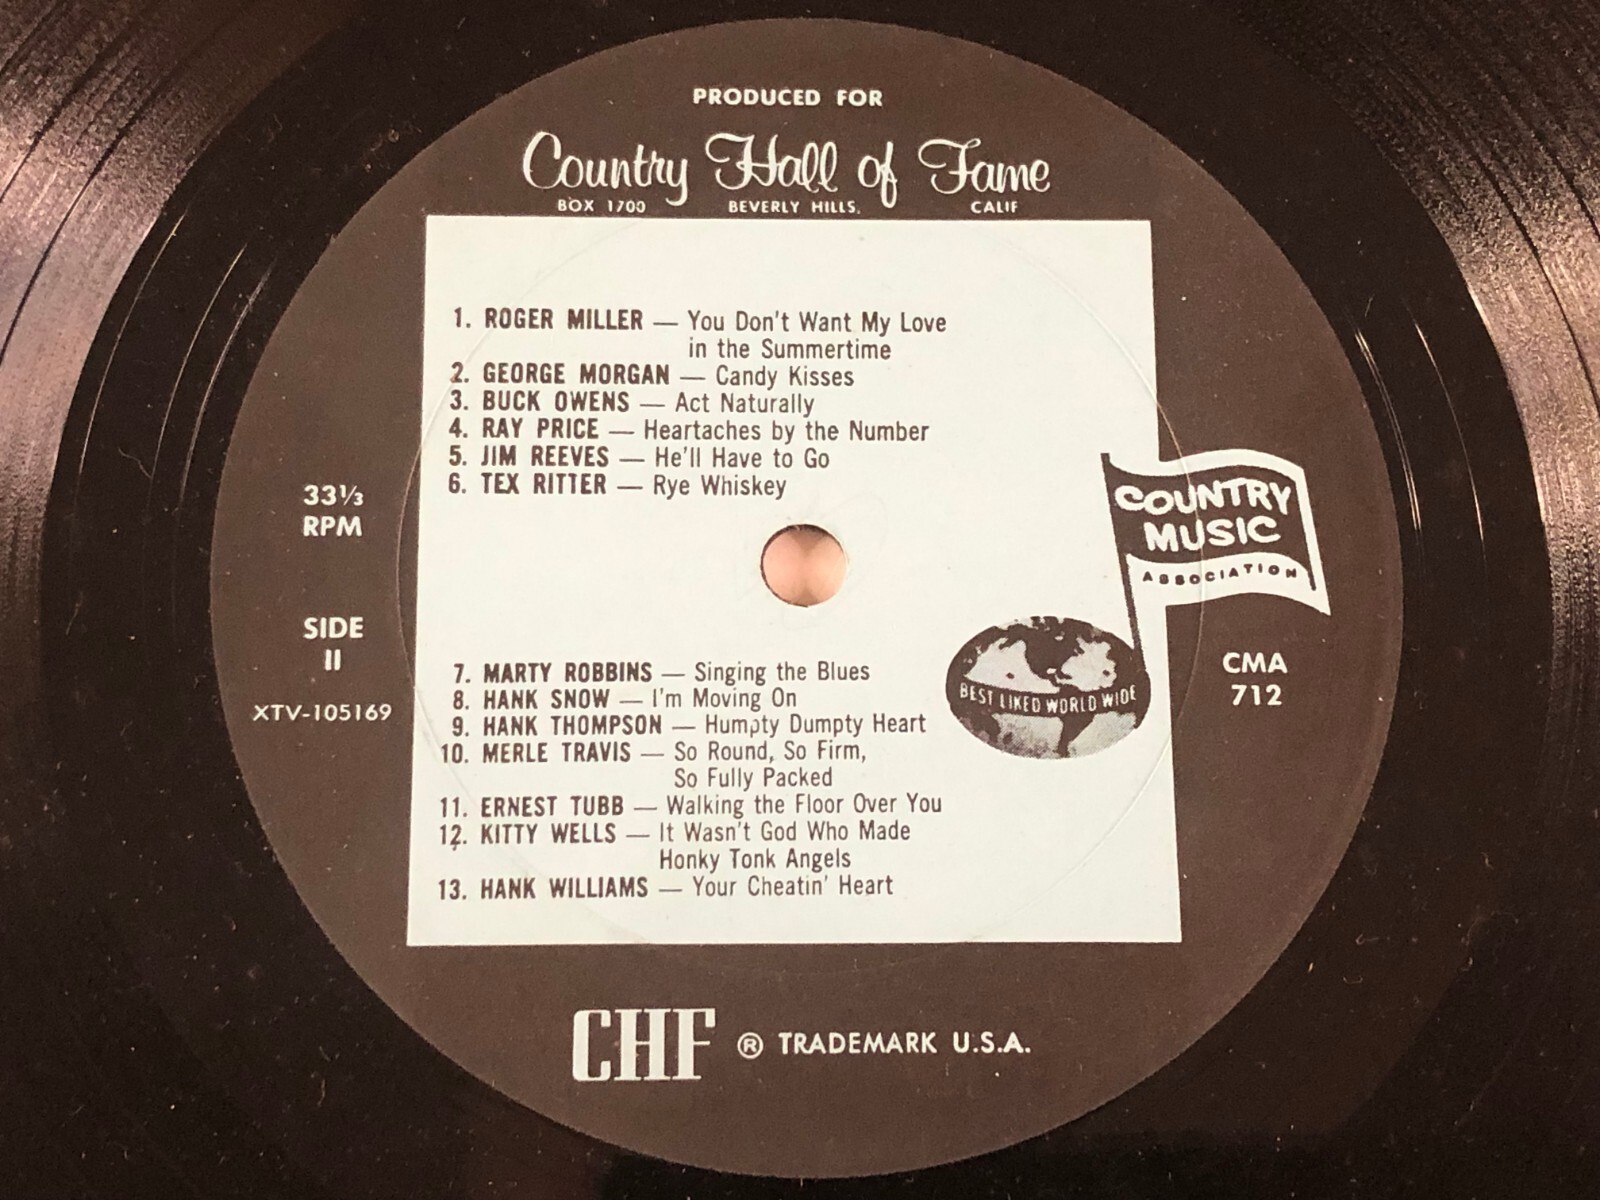 PRODUCED FOR
Country Hall of Fame
BOX 1700 BEVERLY HILLS, CALIF
1. ROGER MILLER — You Don't Want My Love
in the Summertime
2. GEORGE MORGAN — Candy Kisses
3. BUCK OWENS — Act Naturally
4. RAY PRICE — Heartaches by the Number
5. JIM REEVES — He'll Have to Go
6. TEX RITTER — Rye Whiskey
33⅓
RPM
COUNTRY
MUSIC
ASSOCIATION
SIDE
II
XTV-105169
7. MARTY ROBBINS — Singing the Blues
8. HANK SNOW — I'm Moving On
9. HANK THOMPSON — Humpty Dumpty Heart
10. MERLE TRAVIS — So Round, So Firm,
So Fully Packed
11. ERNEST TUBB — Walking the Floor Over You
12. KITTY WELLS — It Wasn't God Who Made
Honky Tonk Angels
13. HANK WILLIAMS — Your Cheatin' Heart
BEST LIKED WORLD WIDE
CMA
712
CHF ® TRADEMARK U.S.A.